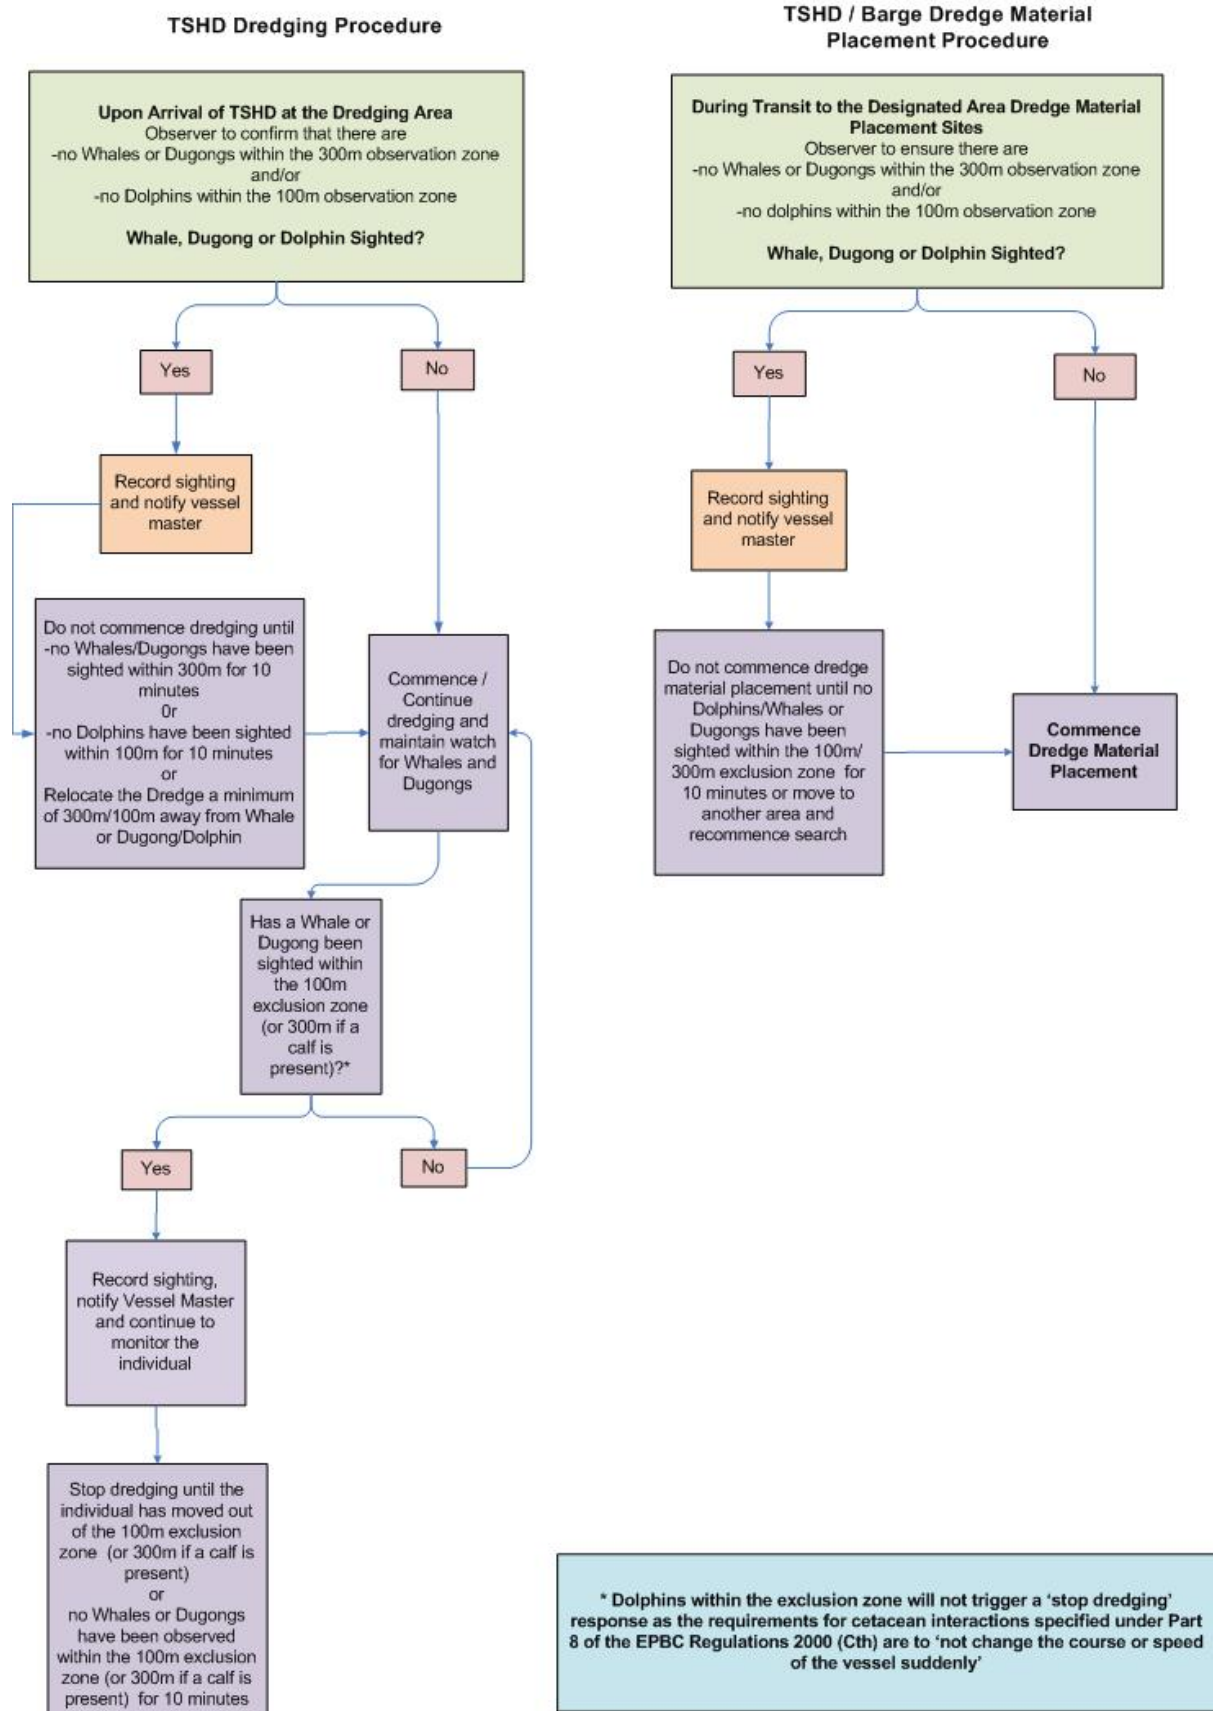 TSHD Dredging Procedure
Upon Arrival of TSHD at the Dredging Area
Observer to confirm that there are
-no Whales or Dugongs within the 300m observation zone
and/or
-no Dolphins within the 100m observation zone
Whale, Dugong or Dolphin Sighted?
Yes
No
Record sighting
and notify vessel
master
Do not commence dredging until
-no Whales/Dugongs have been
sighted within 300m for 10
minutes
0r
-no Dolphins have been sighted
within 100m for 10 minutes
or
Relocate the Dredge a minimum
of 300m/100m away from Whale
or Dugong/Dolphin
Commence /
Continue
dredging and
maintain watch
for Whales and
Dugongs
Has a Whale or
Dugong been
sighted within
the 100m
exclusion zone
(or 300m if a
calf is
present)?*
Yes
No
Record sighting,
notify Vessel Master
and continue to
monitor the
individual
Stop dredging until the
individual has moved out
of the 100m exclusion
zone (or 300m if a calf is
present)
or
no Whales or Dugongs
have been observed
within the 100m exclusion
zone (or 300m if a calf is
present) for 10 minutes
TSHD / Barge Dredge Material
Placement Procedure
During Transit to the Designated Area Dredge Material
Placement Sites
Observer to ensure there are
-no Whales or Dugongs within the 300m observation zone
and/or
-no dolphins within the 100m observation zone
Whale, Dugong or Dolphin Sighted?
Yes
No
Record sighting
and notify vessel
master
Do not commence dredge
material placement until no
Dolphins/Whales or
Dugongs have been
sighted within the 100m/
300m exclusion zone for
10 minutes or move to
another area and
recommence search
Commence
Dredge Material
Placement
* Dolphins within the exclusion zone will not trigger a ‘stop dredging’
response as the requirements for cetacean interactions specified under Part
8 of the EPBC Regulations 2000 (Cth) are to ‘not change the course or speed
of the vessel suddenly’